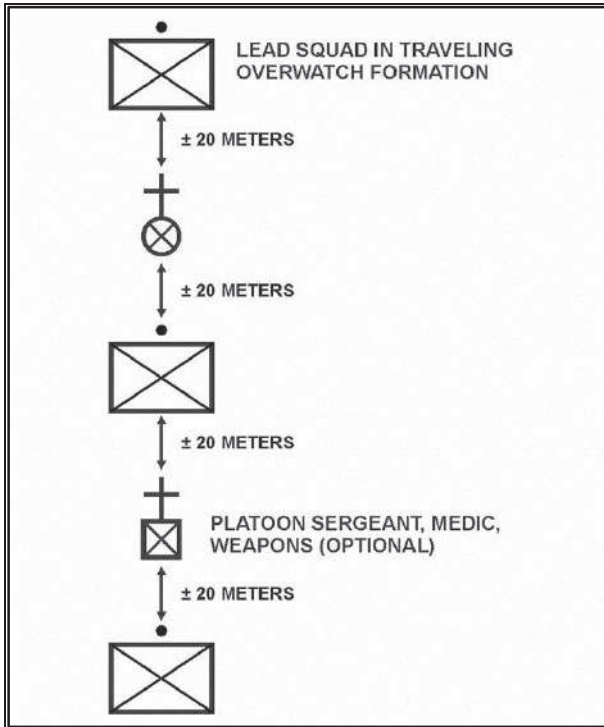 LEAD SQUAD IN TRAVELING
OVERWATCH FORMATION
± 20 METERS
± 20 METERS
± 20 METERS
PLATOON SERGEANT, MEDIC,
WEAPONS (OPTIONAL)
± 20 METERS